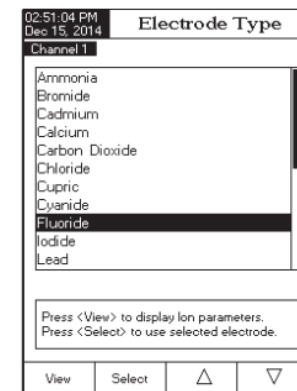 02:51:04 PM
Dec 15, 2014
Electrode Type
Channel 1
Ammonia
Bromide
Cadmium
Calcium
Carbon Dioxide
Chloride
Cupric
Cyanide
Fluoride
Iodide
Lead
Press <View> to display Ion parameters.
Press <Select> to use selected electrode.
View
Select